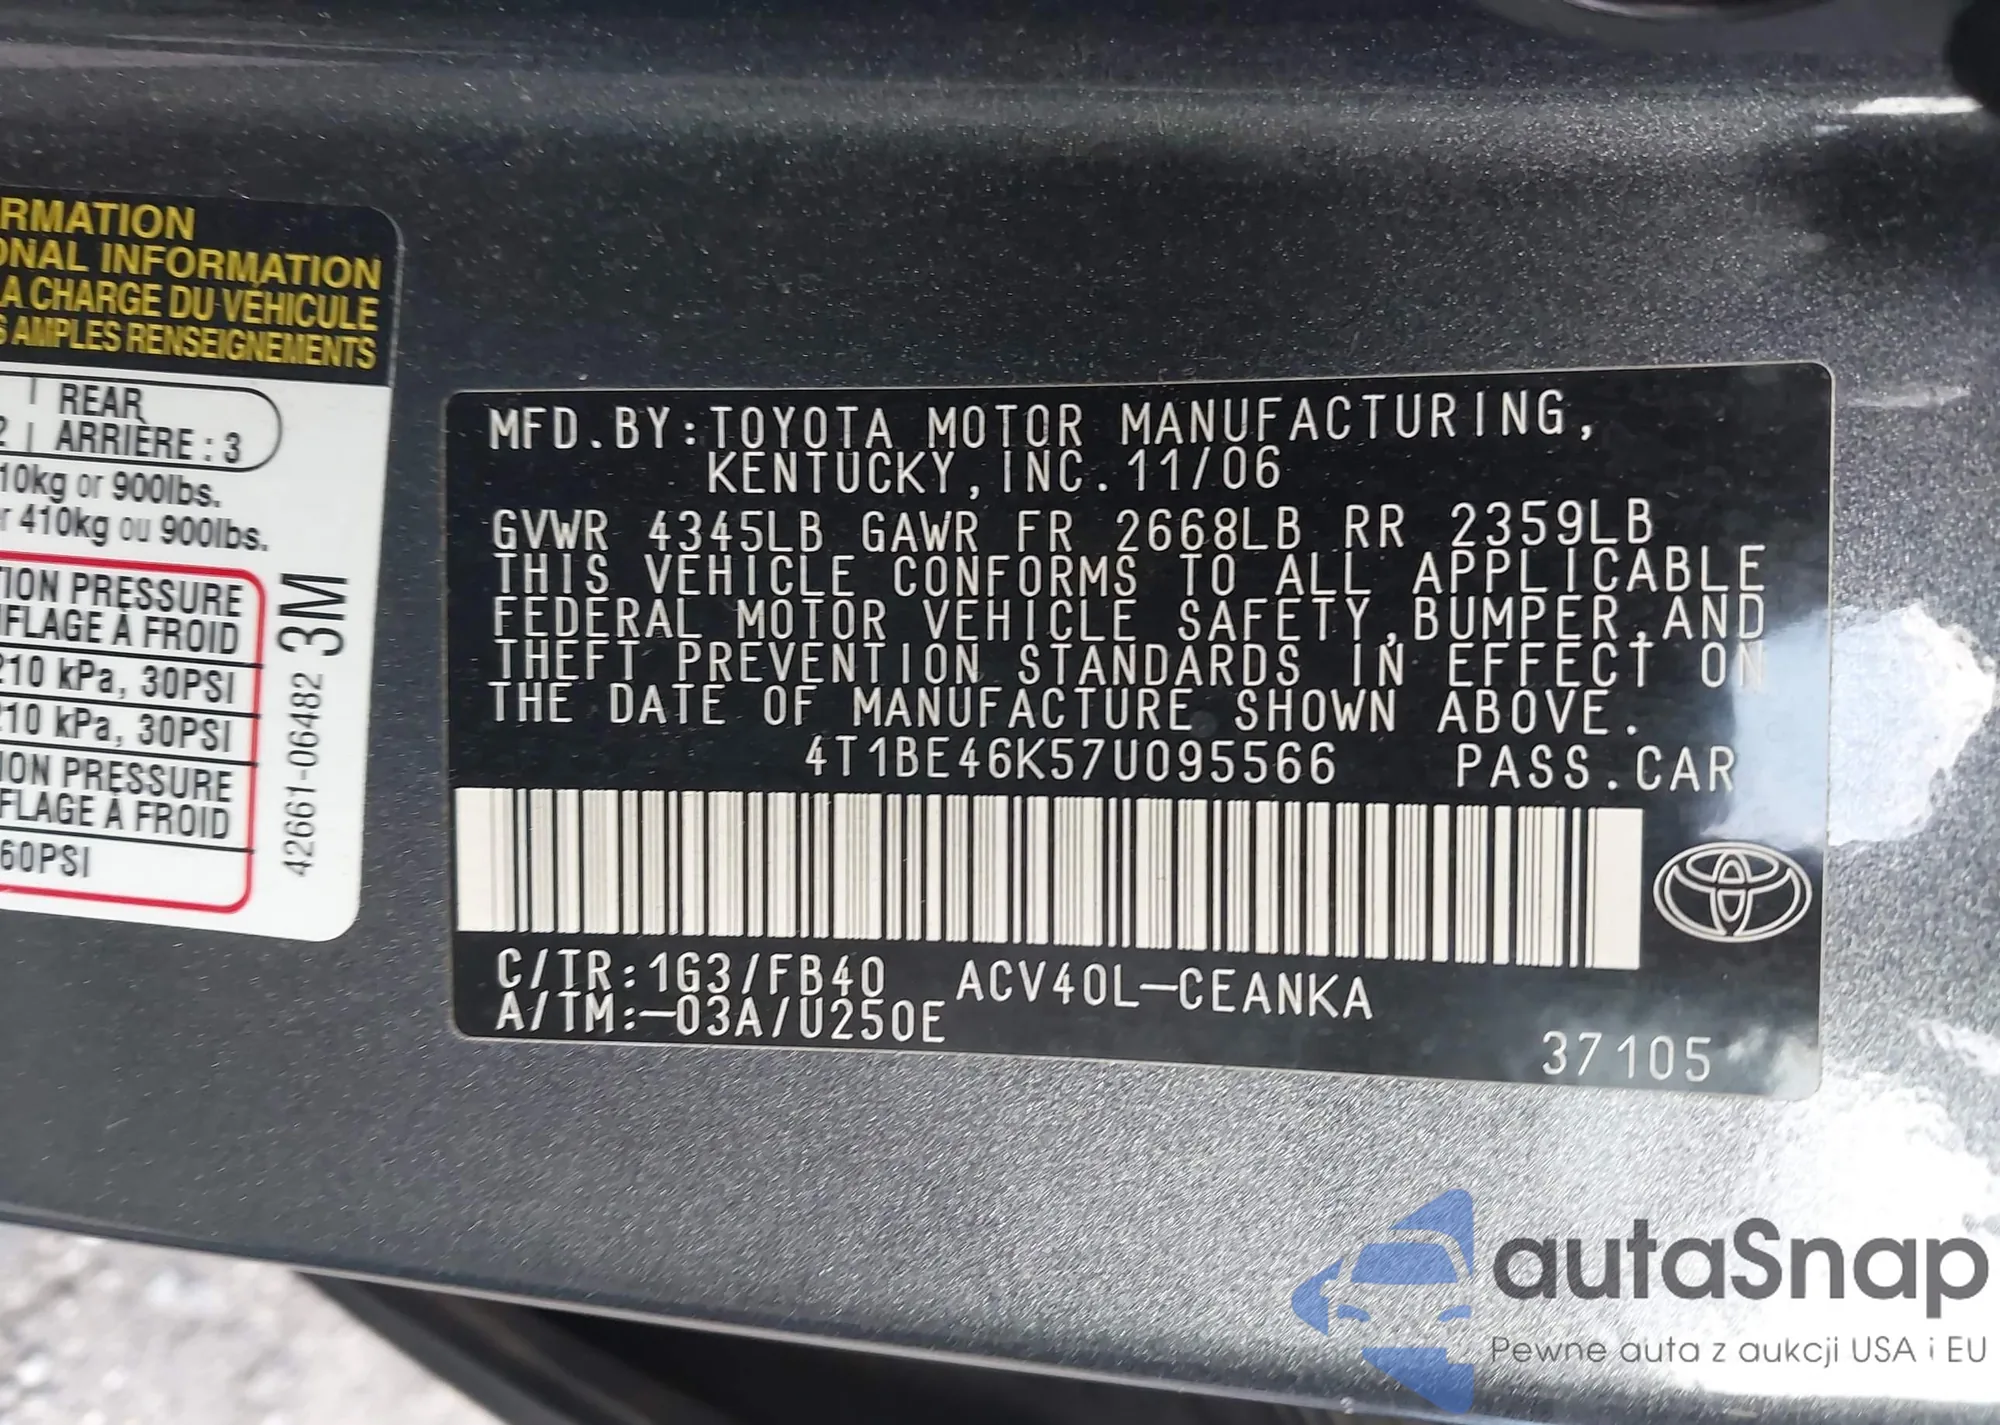 RMATION
ONAL INFORMATION
LA CHARGE DU VÉHICULE
S AMPLES RENSEIGNEMENTS
REAR
2 ARRIÈRE : 3
10kg or 900lbs.
r 410kg ou 900lbs.
TION PRESSURE
NFLAGE À FROID
210 kPa, 30PSI
210 kPa, 30PSI
ION PRESSURE
FLAGE À FROID
60PSI
42661-06482 3M
MFD.BY:TOYOTA MOTOR MANUFACTURING,
KENTUCKY,INC.11/06
GVWR 4345LB GAWR FR 2668LB RR 2359LB
THIS VEHICLE CONFORMS TO ALL APPLICABLE
FEDERAL MOTOR VEHICLE SAFETY,BUMPER,AND
THEFT PREVENTION STANDARDS IN EFFECT ON
THE DATE OF MANUFACTURE SHOWN ABOVE.
4T1BE46K57U095566 PASS.CAR
C/TR:1G3/FB40 ACV40L-CEANKA
A/TM:-03A/U250E
37105
autaSnap
Pewne auta z aukcji USA i EU